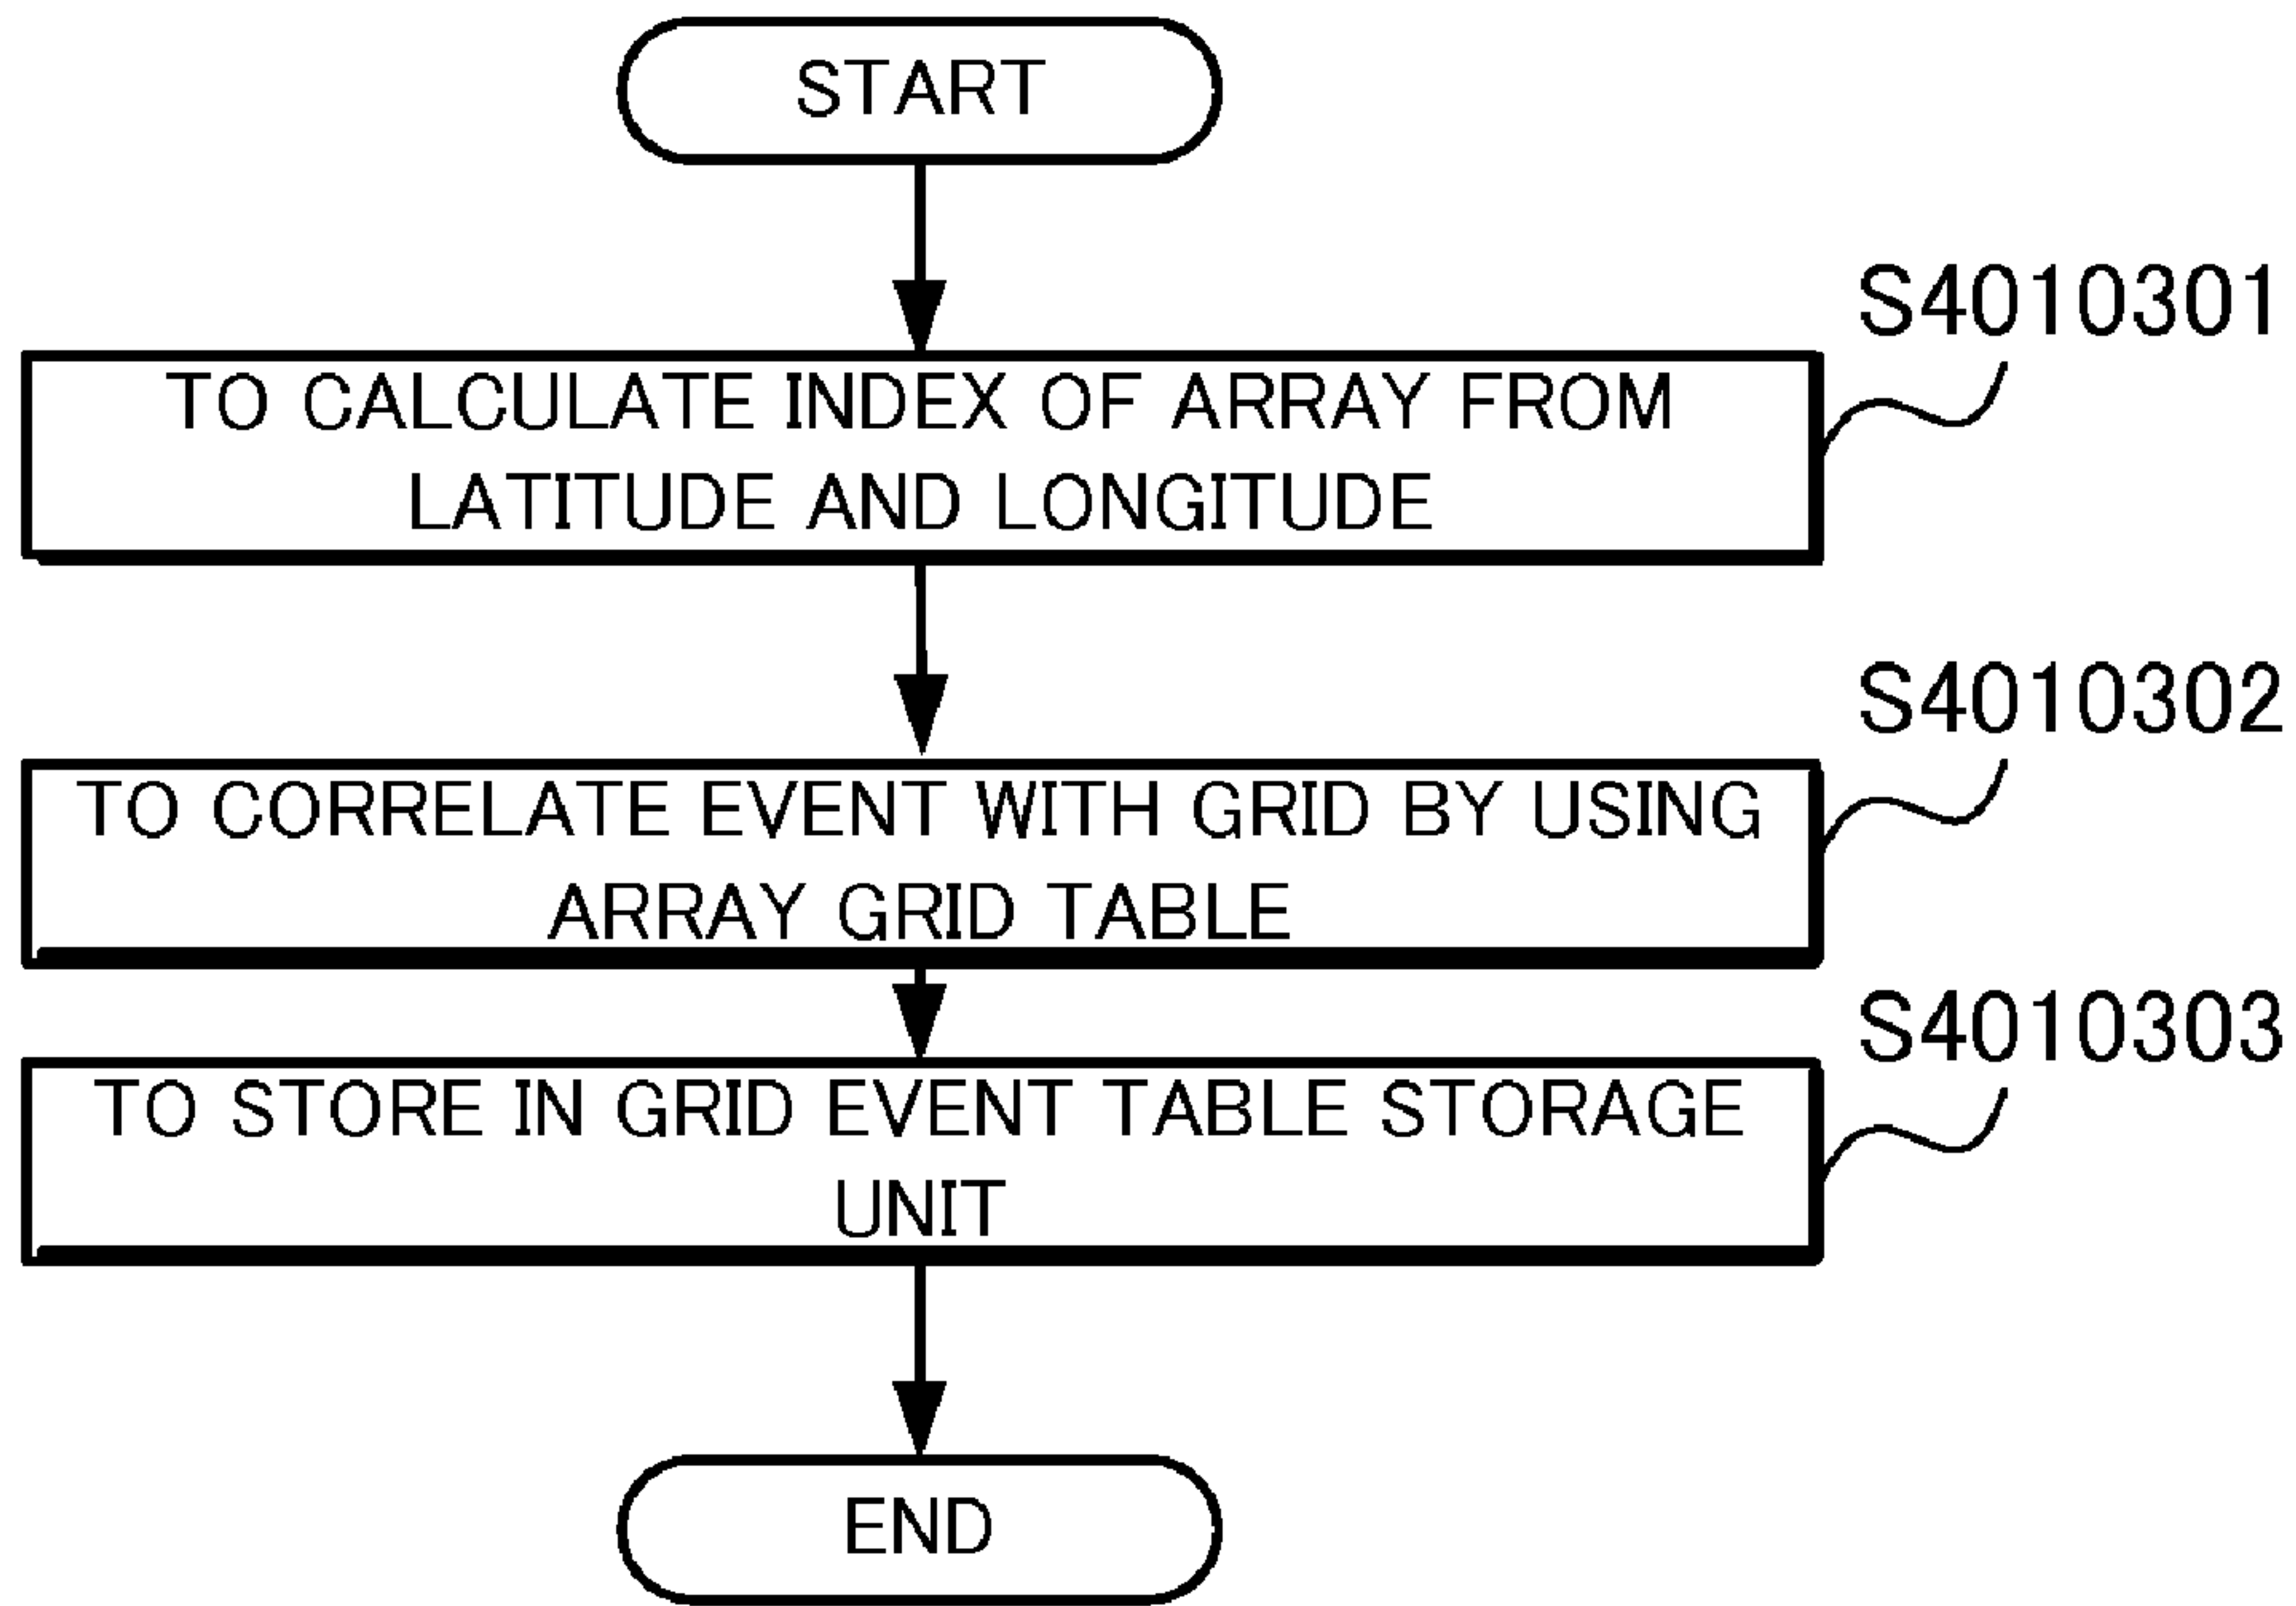 START
S4010301
TO CALCULATE INDEX OF ARRAY FROM
LATITUDE AND LONGITUDE
S4010302
TO CORRELATE EVENT WITH GRID BY USING
ARRAY GRID TABLE
S4010303
TO STORE IN GRID EVENT TABLE STORAGE
UNIT
END